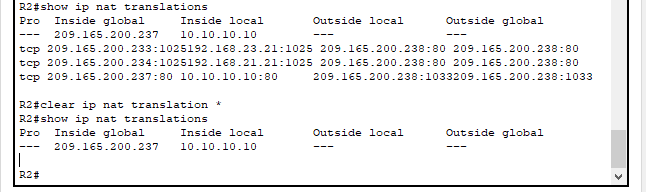 R2#show ip nat translations
Pro  Inside global     Inside local       Outside local      Outside global
---  209.165.200.237   10.10.10.10        ---                ---
tcp 209.165.200.233:1025192.168.23.21:1025 209.165.200.238:80 209.165.200.238:80
tcp 209.165.200.234:1025192.168.21.21:1025 209.165.200.238:80 209.165.200.238:80
tcp 209.165.200.237:80 10.10.10.10:80     209.165.200.238:1033209.165.200.238:1033
R2#clear ip nat translation *
R2#show ip nat translations
Pro  Inside global     Inside local       Outside local      Outside global
---  209.165.200.237   10.10.10.10        ---                ---
R2#